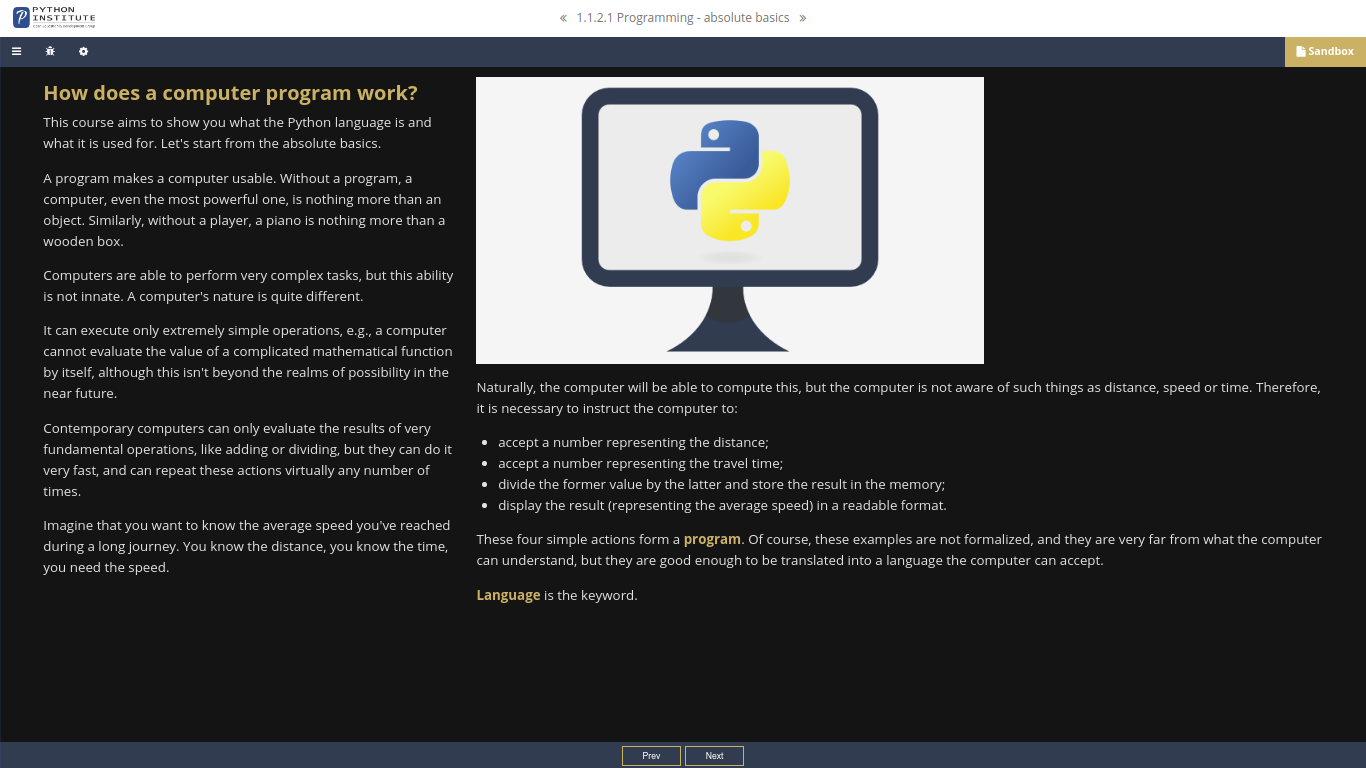 PYTHON
INSTITUTE
« 1.1.2.1 Programming - absolute basics »
Sandbox
How does a computer program work?
This course aims to show you what the Python language is and
what it is used for. Let's start from the absolute basics.
A program makes a computer usable. Without a program, a
computer, even the most powerful one, is nothing more than an
object. Similarly, without a player, a piano is nothing more than a
wooden box.
Computers are able to perform very complex tasks, but this ability
is not innate. A computer's nature is quite different.
It can execute only extremely simple operations, e.g., a computer
cannot evaluate the value of a complicated mathematical function
by itself, although this isn't beyond the realms of possibility in the
near future.
Contemporary computers can only evaluate the results of very
fundamental operations, like adding or dividing, but they can do it
very fast, and can repeat these actions virtually any number of
times.
Imagine that you want to know the average speed you've reached
during a long journey. You know the distance, you know the time,
you need the speed.
Naturally, the computer will be able to compute this, but the computer is not aware of such things as distance, speed or time. Therefore,
it is necessary to instruct the computer to:
• accept a number representing the distance;
• accept a number representing the travel time;
• divide the former value by the latter and store the result in the memory;
• display the result (representing the average speed) in a readable format.
These four simple actions form a program. Of course, these examples are not formalized, and they are very far from what the computer
can understand, but they are good enough to be translated into a language the computer can accept.
Language is the keyword.
Prev
Next